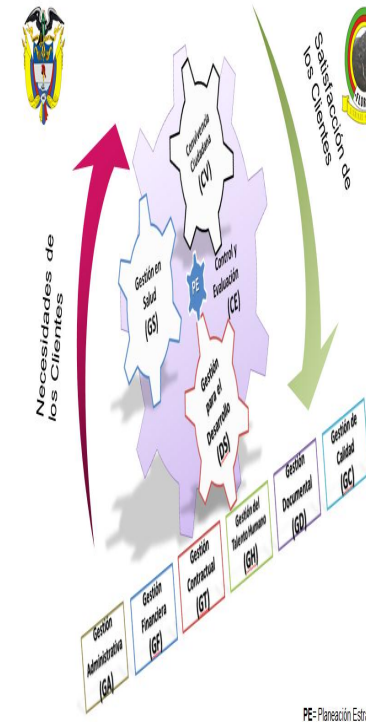 Necesidades de
los Clientes
Satisfacción de
los Clientes
Convivencia
Ciudadana
(CV)
Gestión en
Salud
(GS)
PE
Control y
Evaluación
(CE)
Gestión
para el
Desarrollo
(DS)
Gestión
Administrativa
(GA)
Gestión
Financiera
(GF)
Gestión
Contractual
(GT)
Gestión del
Talento Humano
(GH)
Gestión
Documental
(GD)
Gestión de
Calidad
(GC)
PE= Planeación Estra